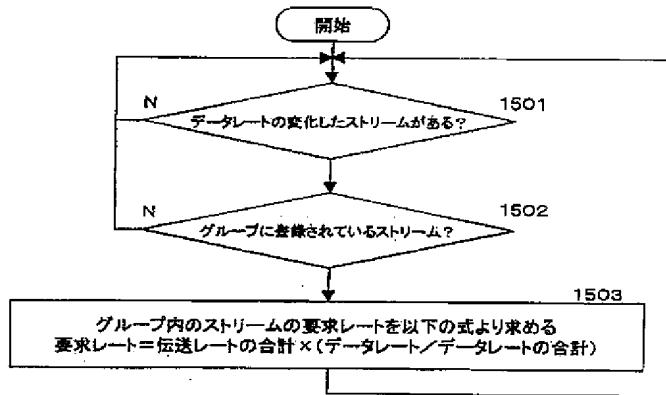 開始
N
1501
データレートの変化したストリームがある?
N
1502
グループに登録されているストリーム?
1503
グループ内のストリームの要求レートを以下の式より求める
要求レート=伝送レートの合計×(データレート/データレートの合計)